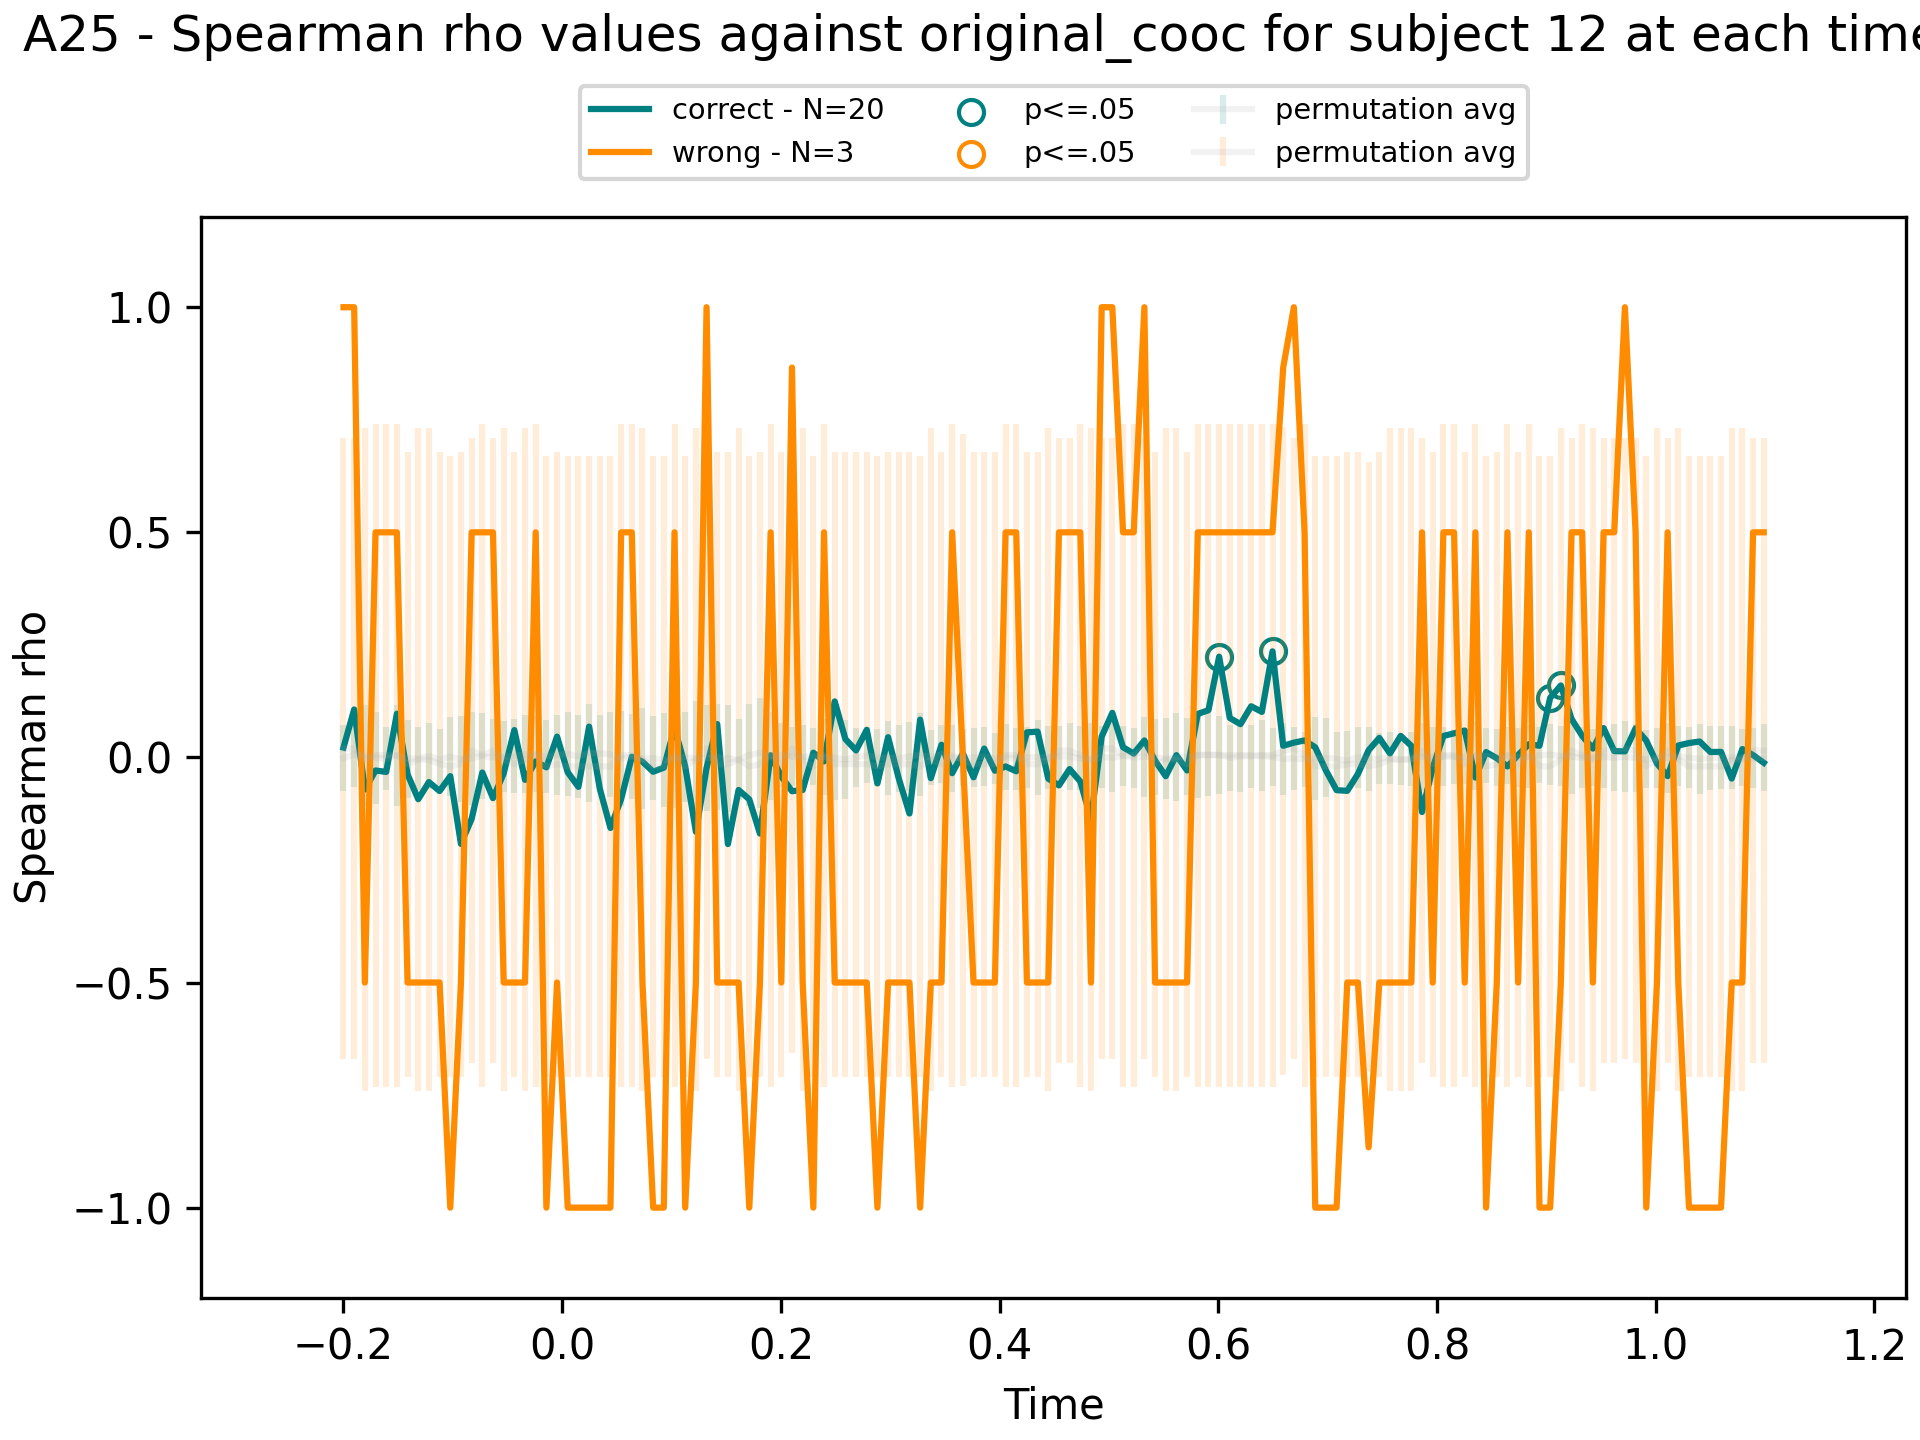 A25 - Spearman rho values against original_cooc for subject 12 at each time
correct - N=20
wrong - N=3
p<=.05
p<=.05
permutation avg
permutation avg
1.0
0.5
0.0
−0.5
−1.0
Spearman rho
−0.2
0.0
0.2
0.4
0.6
0.8
1.0
1.2
Time